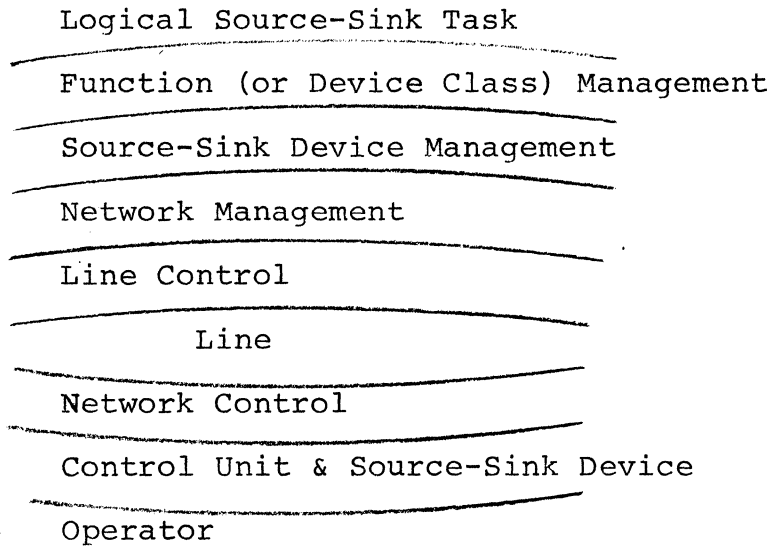 Logical Source-Sink Task
Function (or Device Class) Management
Source-Sink Device Management
Network Management
Line Control
Line
Network Control
Control Unit & Source-Sink Device
Operator